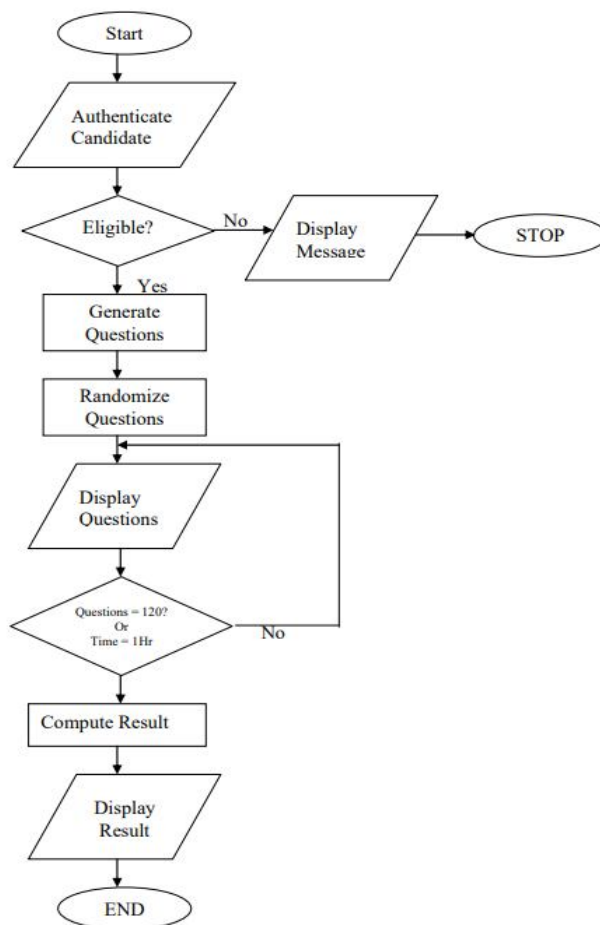 Start
Authenticate
Candidate
Eligible?
No
Display
Message
STOP
Yes
Generate
Questions
Randomize
Questions
Display
Questions
Questions = 120?
Or
Time = 1Hr
No
Compute Result
Display
Result
END